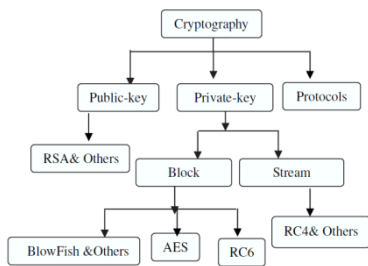 Cryptography
Public-key
Private-key
Protocols
RSA& Others
Block
Stream
BlowFish &Others
AES
RC6
RC4& Others